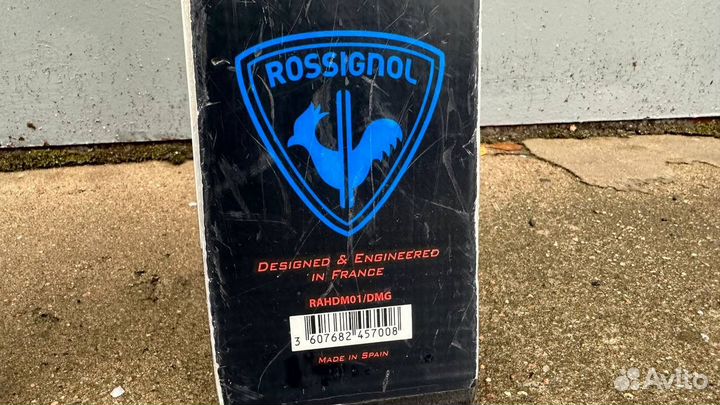 ROSSIGNOL
DESIGNED & ENGINEERED
IN FRANCE
RAHDM01/DMG
3 607682 457008
MADE IN SPAIN
Avito